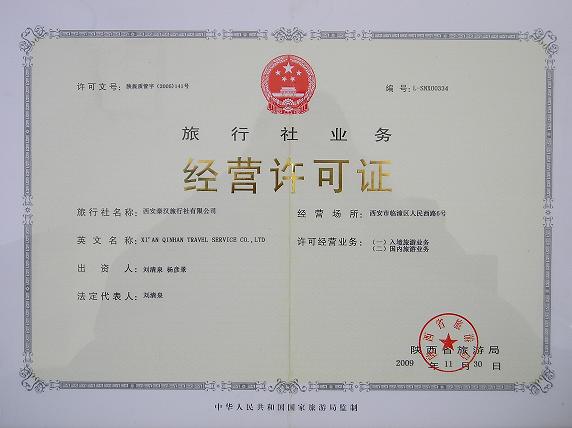 许可文号：陕旅质管字(2005)141号
编 号：L-SNX00334
旅行社业务
经营许可证
旅行社名称：西安秦汉旅行社有限公司
经营场所：西安市临潼区人民西路6号
英文名称：XI'AN QINHAN TRAVEL SERVICE CO.,LTD
许可经营业务：（一）入境旅游业务
（二）国内旅游业务
出资人：刘清泉 杨彦景
法定代表人：刘清泉
陕西省旅游局
陕西省旅游局
2009 年 11 月 30 日
中华人民共和国国家旅游局监制